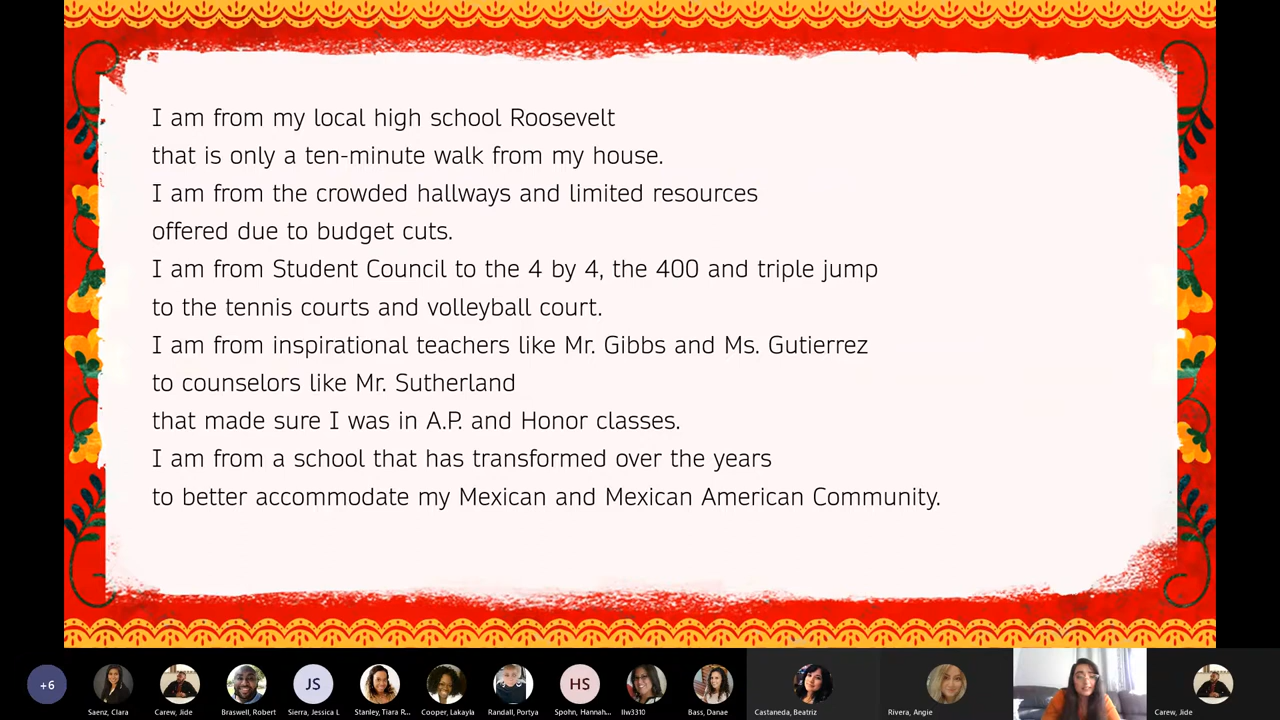 I am from my local high school Roosevelt
that is only a ten-minute walk from my house.
I am from the crowded hallways and limited resources
offered due to budget cuts.
I am from Student Council to the 4 by 4, the 400 and triple jump
to the tennis courts and volleyball court.
I am from inspirational teachers like Mr. Gibbs and Ms. Gutierrez
to counselors like Mr. Sutherland
that made sure I was in A.P. and Honor classes.
I am from a school that has transformed over the years
to better accommodate my Mexican and Mexican American Community.
+6
JS
HS
Saenz, Clara
Carew, Jide
Braswell, Robert
Sierra, Jessica L
Stanley, Tiara R...
Cooper, Lakayla
Randall, Portya
Spohn, Hannah...
llw3310
Bass, Danae
Castaneda, Beatriz
Rivera, Angie
Carew, Jide